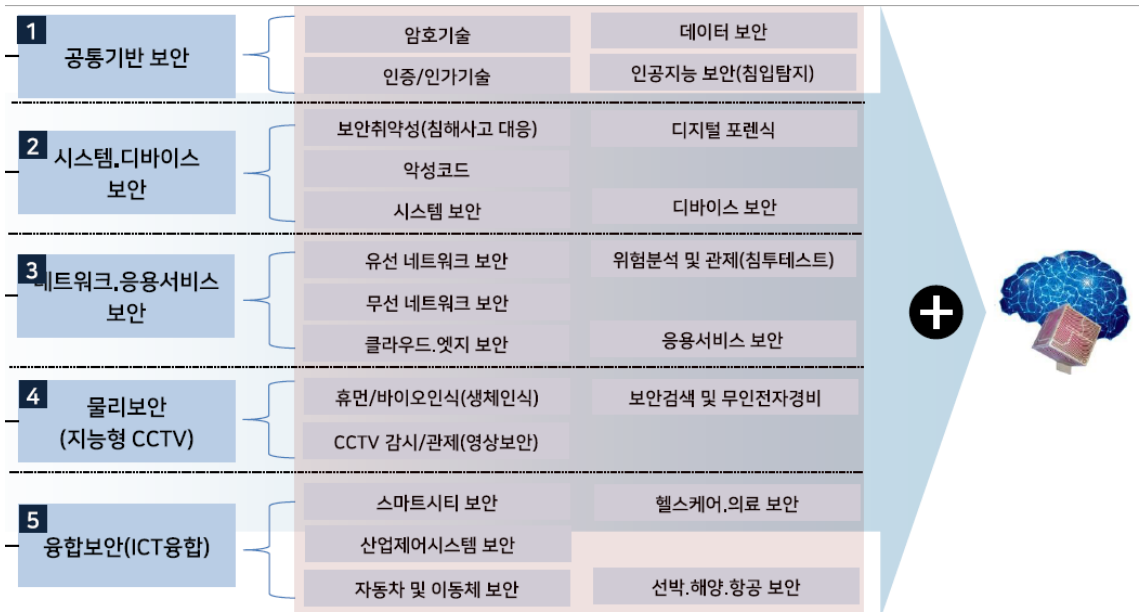 1
공통기반 보안
암호기술
데이터 보안
인증/인가기술
인공지능 보안(침입탐지)
2
시스템.디바이스
보안
보안취약성(침해사고 대응)
디지털 포렌식
악성코드
시스템 보안
디바이스 보안
3
네트워크.응용서비스
보안
유선 네트워크 보안
위험분석 및 관제(침투테스트)
무선 네트워크 보안
클라우드.엣지 보안
응용서비스 보안
4
물리보안
(지능형 CCTV)
휴먼/바이오인식(생체인식)
보안검색 및 무인전자경비
CCTV 감시/관제(영상보안)
5
융합보안(ICT융합)
스마트시티 보안
헬스케어.의료 보안
산업제어시스템 보안
자동차 및 이동체 보안
선박.해양.항공 보안